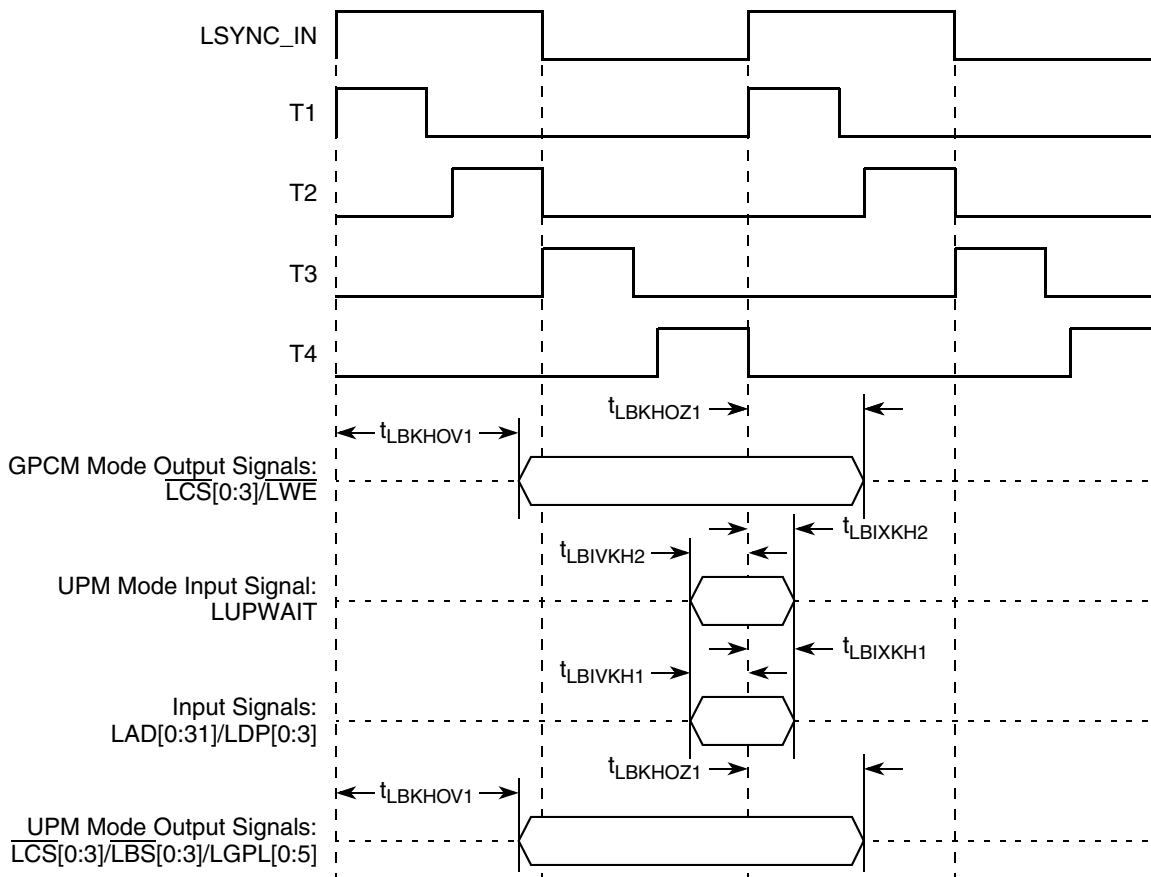 LSYNC_IN
T1
T2
T3
T4
tLBKHOZ1
tLBKHOV1
GPCM Mode Output Signals:
LCS[0:3]/LWE
tLBIXKH2
tLBIVKH2
UPM Mode Input Signal:
LUPWAIT
tLBIXKH1
tLBIVKH1
Input Signals:
LAD[0:31]/LDP[0:3]
tLBKHOZ1
tLBKHOV1
UPM Mode Output Signals:
LCS[0:3]/LBS[0:3]/LGPL[0:5]